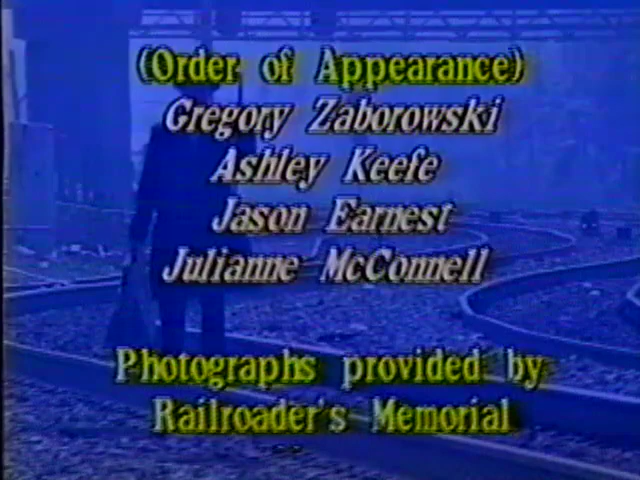 (Order of Appearance)
Gregory Zaborowski
Ashley Keefe
Jason Earnest
Julianne McConnell
Photographs provided by
Railroader's Memorial